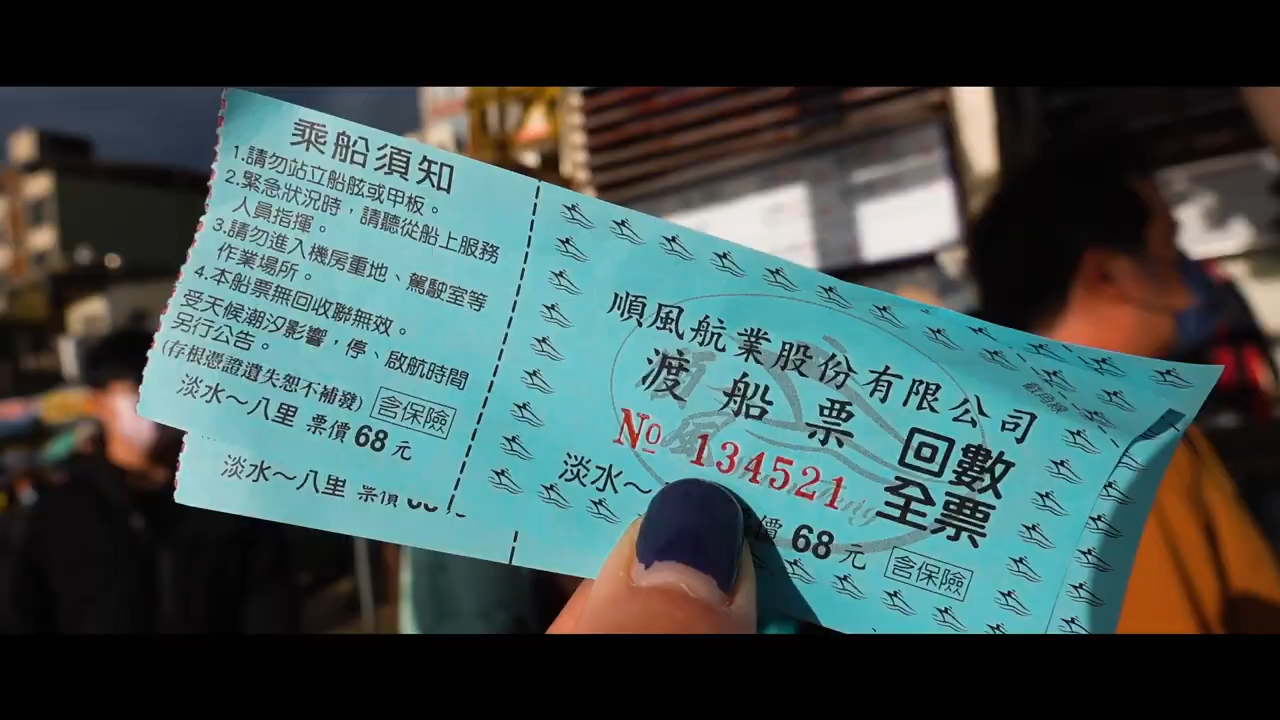 乘船須知
1.請勿站立船舷或甲板。
2.緊急狀況時，請聽從船上服務
人員指揮。
3.請勿進入機房重地、駕駛室等
作業場所。
4.本船票無回收聯無效。
受天候潮汐影響，停、啟航時間
另行公告。
(存根憑證遺失恕不補發)
淡水～八里 票價 68 元
含保險
淡水～八里 票價
順風航業股份有限公司
渡船票
No 134521
回數
全票
淡水～
價 68 元
含保險